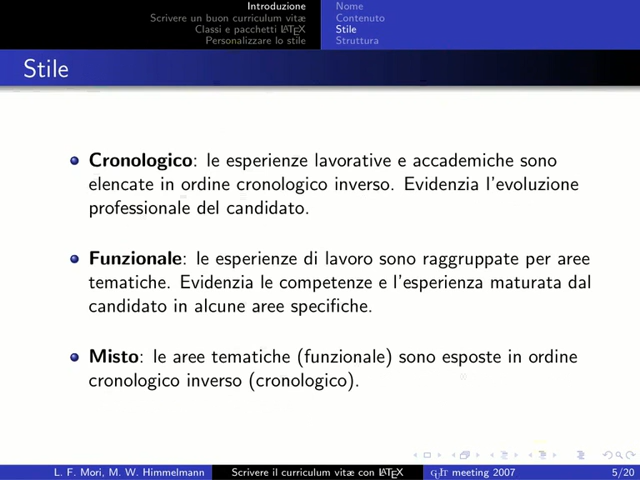 Introduzione
Scrivere un buon curriculum vitæ
Classi e pacchetti LATEX
Personalizzare lo stile
Nome
Contenuto
Stile
Struttura
Stile
Cronologico: le esperienze lavorative e accademiche sono
elencate in ordine cronologico inverso. Evidenzia l'evoluzione
professionale del candidato.
Funzionale: le esperienze di lavoro sono raggruppate per aree
tematiche. Evidenzia le competenze e l'esperienza maturata dal
candidato in alcune aree specifiche.
Misto: le aree tematiche (funzionale) sono esposte in ordine
cronologico inverso (cronologico).
L. F. Mori, M. W. Himmelmann Scrivere il curriculum vitæ con LATEX GuIt meeting 2007 5/20